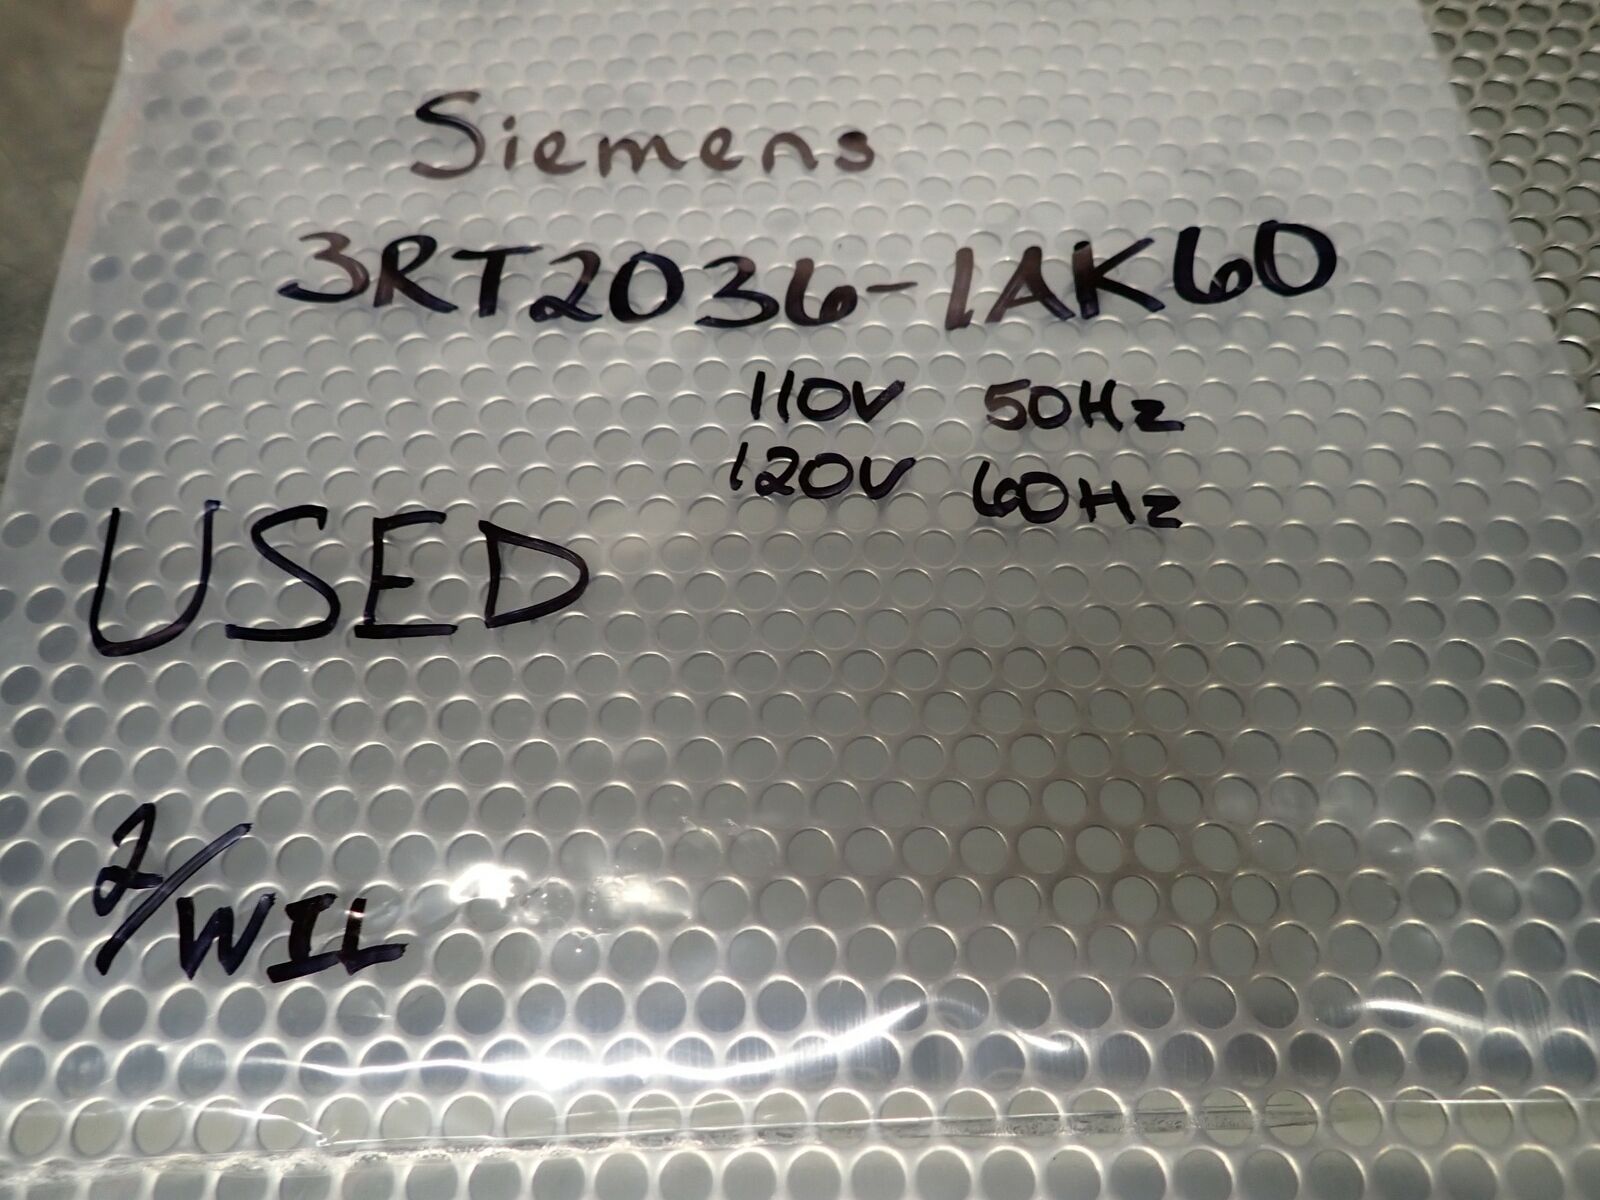 Siemens
3RT2036-1AK60
110V 50Hz
120V 60Hz
USED
2/WIL